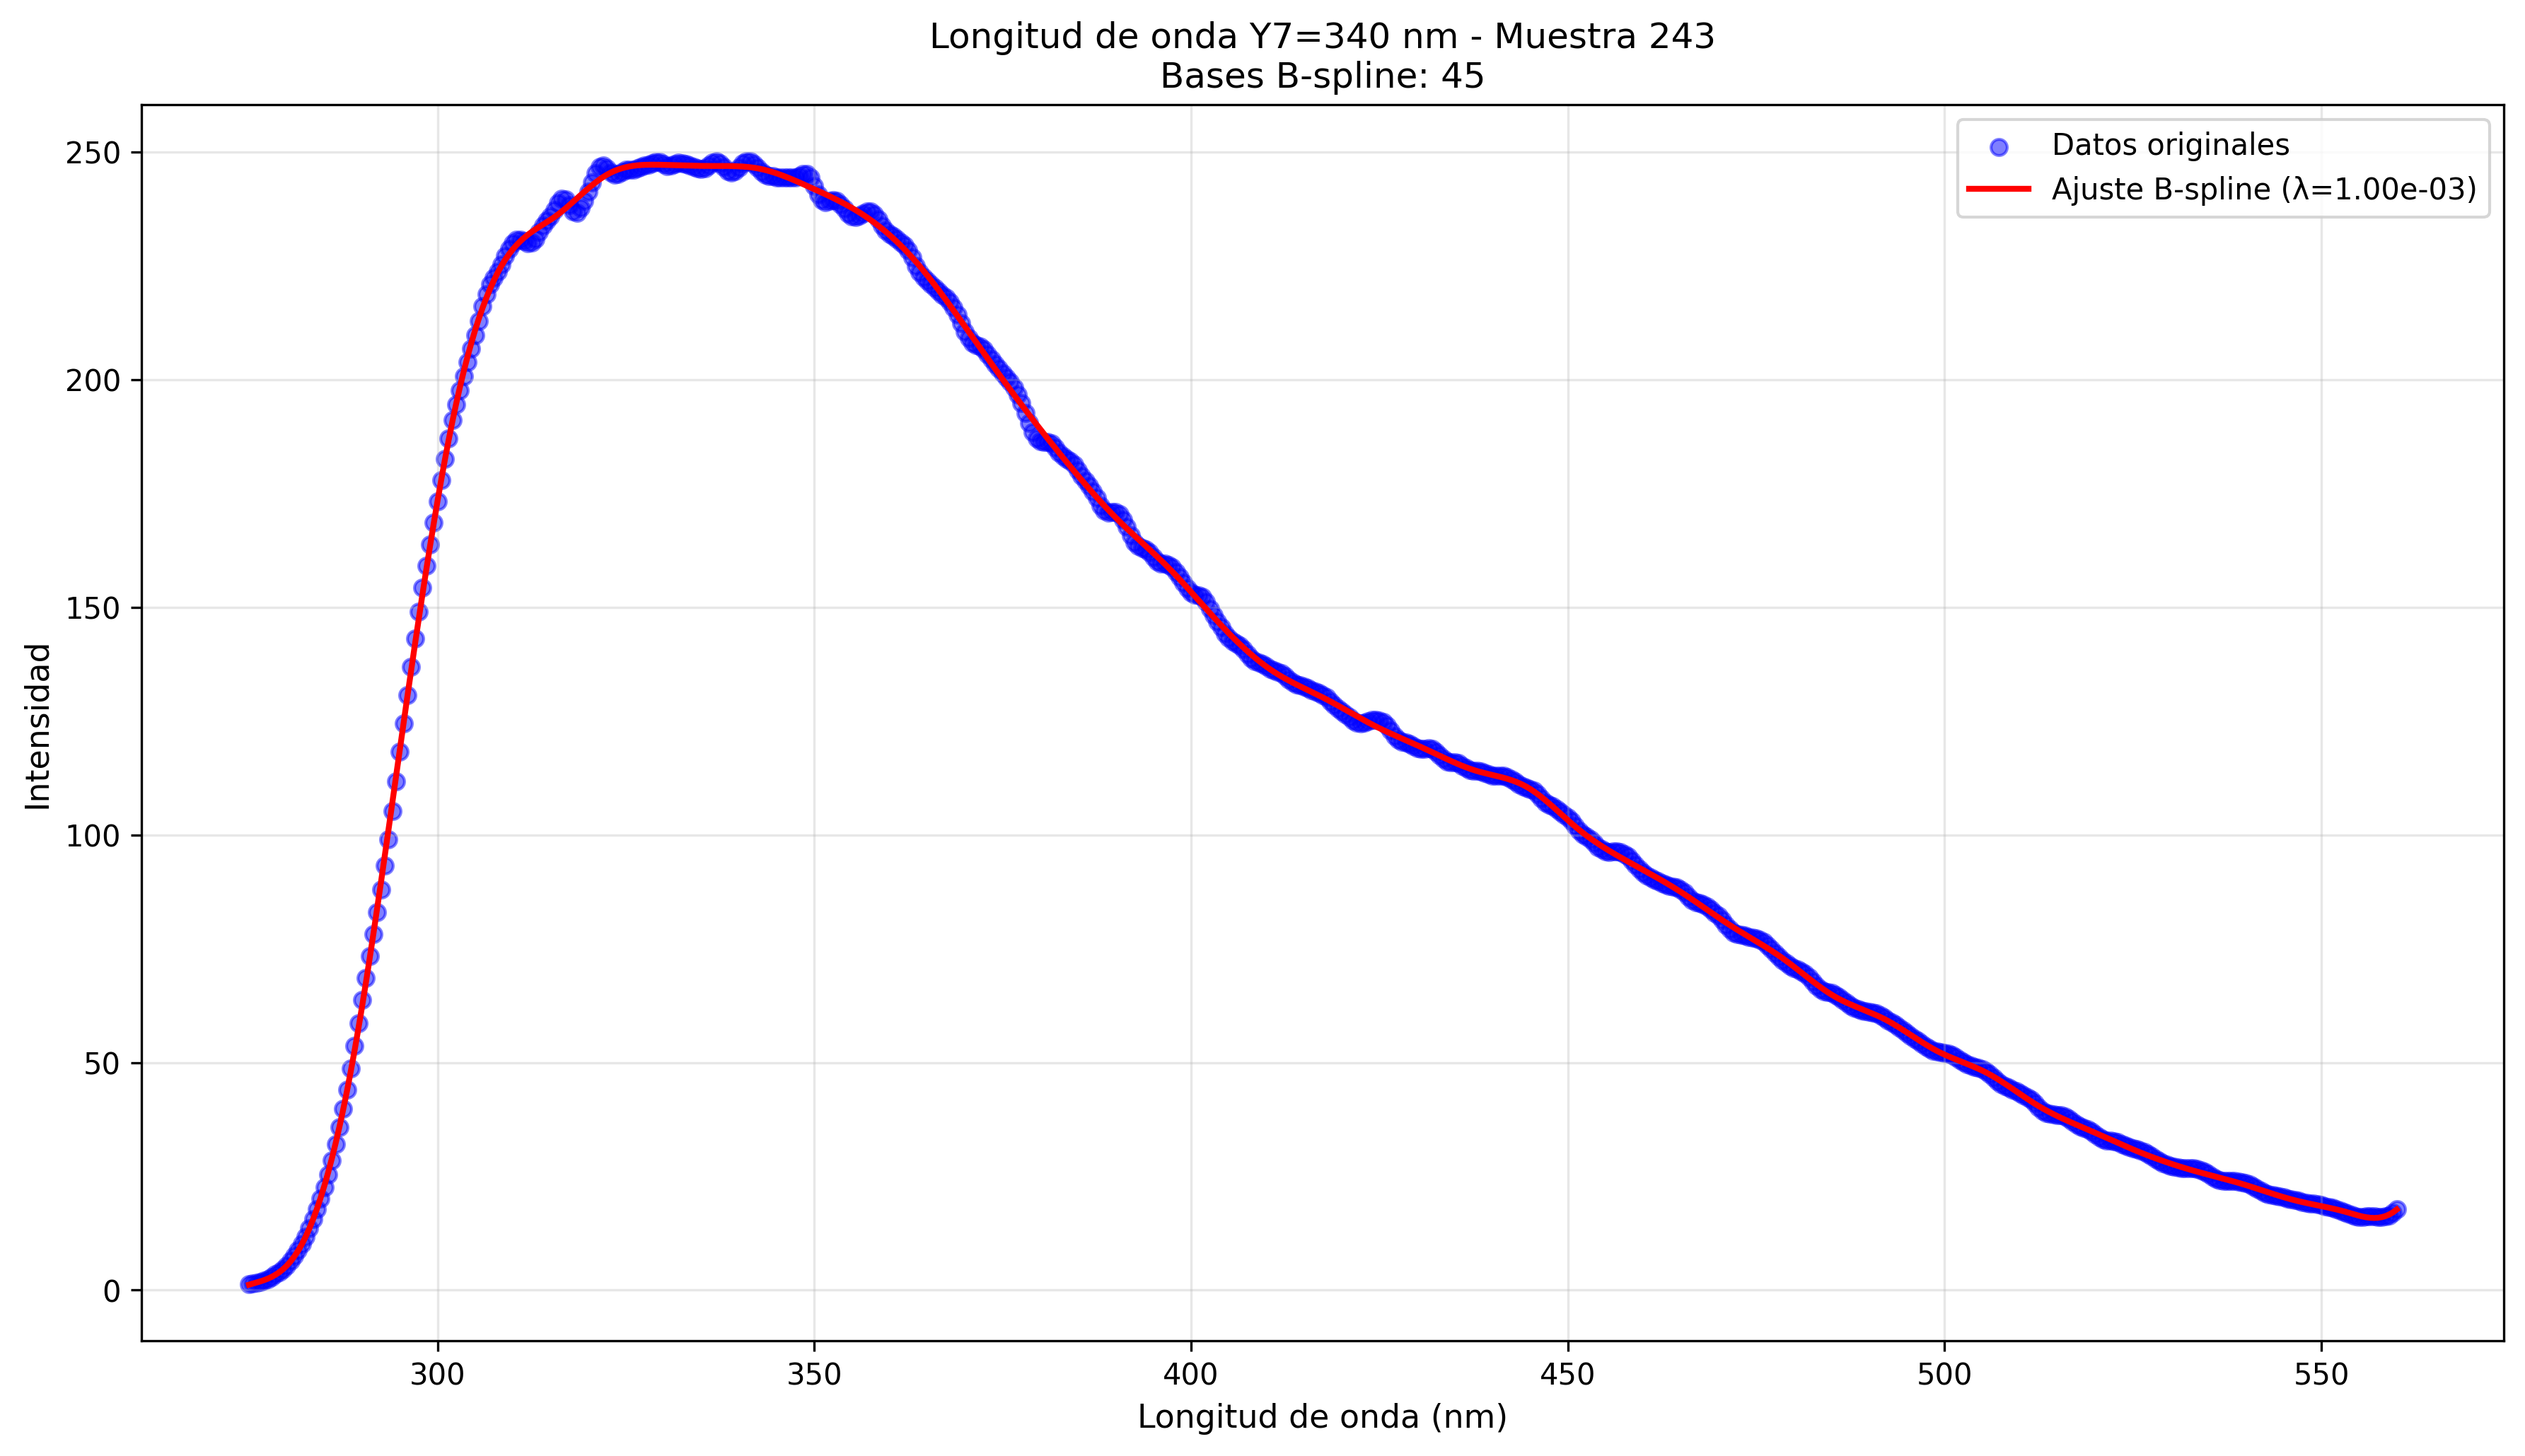 Longitud de onda Y7=340 nm - Muestra 243
Bases B-spline: 45
Datos originales
Ajuste B-spline (λ=1.00e-03)
Intensidad
250
200
150
100
50
0
300 350 400 450 500 550
Longitud de onda (nm)